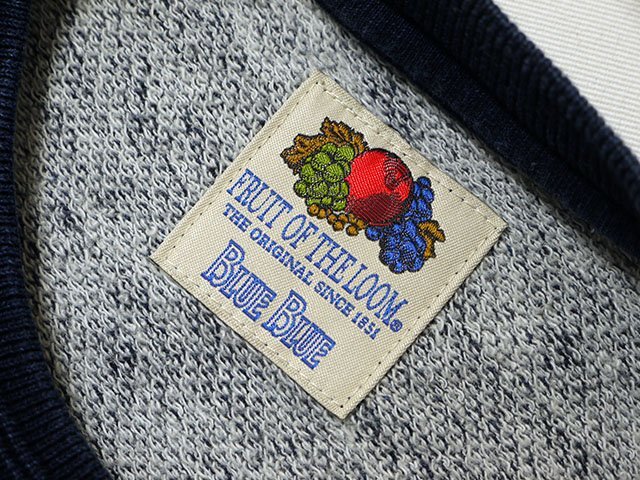 FRUIT OF THE LOOM®
THE ORIGINAL SINCE 1851
BLUE BLUE